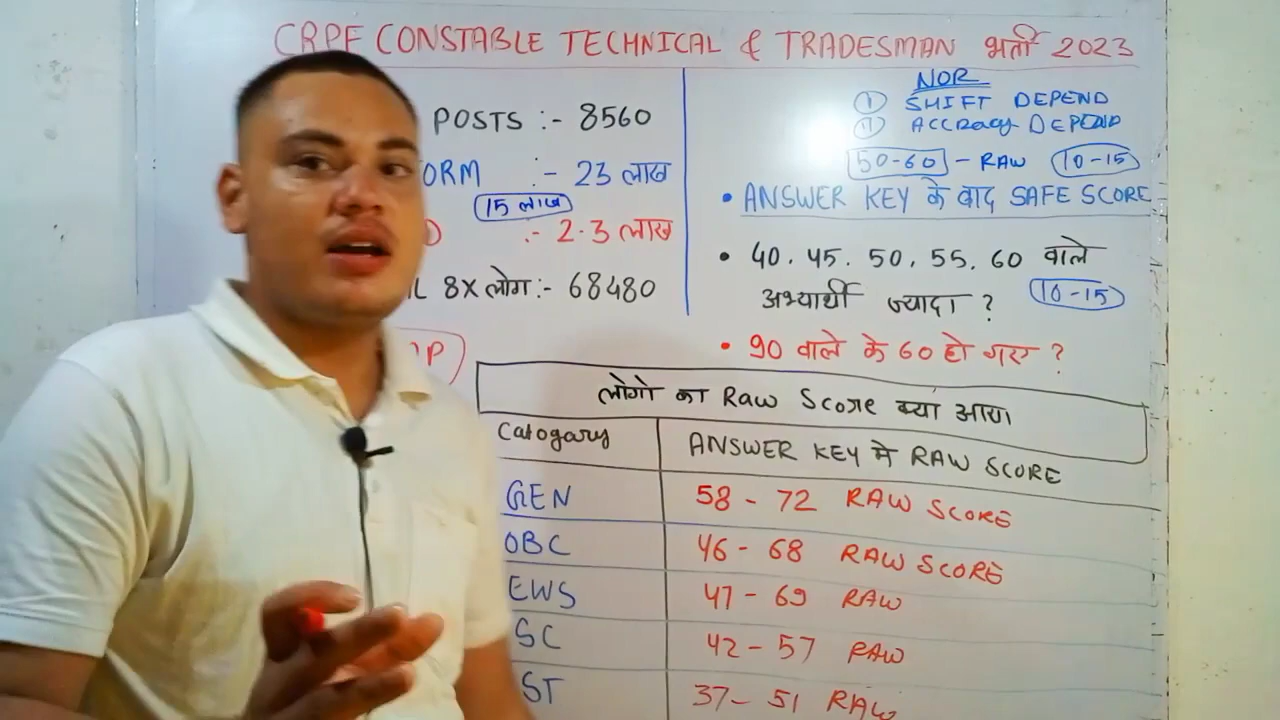 CRPF CONSTABLE TECHNICAL & TRADESMAN भर्ती 2023
POSTS :- 8560
ORM :- 23 लाख
15 लाख
:- 2.3 लाख
8X लोग:- 68480
NOR
(I) SHIFT DEPEND
(II) ACCRACY DEPEND
50-60 - RAW 10-15
• ANSWER KEY के बाद SAFE SCORE
• 40. 45. 50. 55. 60 वाले
अभ्यार्थी ज्यादा ? 10-15
• 90 वाले के 60 हो गए ?
लोगो का Raw Score क्या आया
Catogary ANSWER KEY मे RAW SCORE
GEN 58 - 72 RAW SCORE
OBC 46 - 68 RAW SCORE
EWS 47 - 69 RAW
SC 42 - 57 RAW
ST 37 - 51 RAW